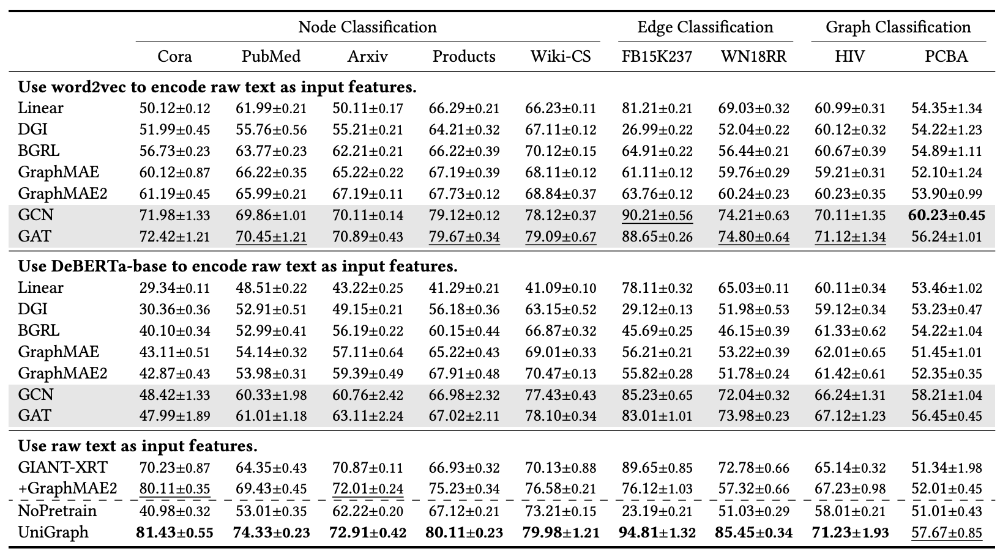 Node Classification Edge Classification Graph Classification
Cora PubMed Arxiv Products Wiki-CS FB15K237 WN18RR HIV PCBA
Use word2vec to encode raw text as input features.
Linear 50.12±0.12 61.99±0.21 50.11±0.17 66.29±0.21 66.23±0.11 81.21±0.21 69.03±0.32 60.99±0.31 54.35±1.34
DGI 51.99±0.45 55.76±0.56 55.21±0.21 64.21±0.32 67.11±0.12 26.99±0.22 52.04±0.22 60.12±0.32 54.22±1.23
BGRL 56.73±0.23 63.77±0.23 62.21±0.21 66.22±0.39 70.12±0.15 64.91±0.22 56.44±0.21 60.67±0.39 54.89±1.11
GraphMAE 60.12±0.87 66.22±0.35 65.22±0.22 67.19±0.39 68.11±0.12 61.11±0.12 59.76±0.29 59.21±0.31 52.10±1.24
GraphMAE2 61.19±0.45 65.99±0.21 67.19±0.11 67.73±0.12 68.84±0.37 63.76±0.12 60.24±0.23 60.23±0.35 53.90±0.99
GCN 71.98±1.33 69.86±1.01 70.11±0.14 79.12±0.12 78.12±0.37 90.21±0.56 74.21±0.63 70.11±1.35 60.23±0.45
GAT 72.42±1.21 70.45±1.21 70.89±0.43 79.67±0.34 79.09±0.67 88.65±0.26 74.80±0.64 71.12±1.34 56.24±1.01
Use DeBERTa-base to encode raw text as input features.
Linear 29.34±0.11 48.51±0.22 43.22±0.25 41.29±0.21 41.09±0.10 78.11±0.32 65.03±0.11 60.11±0.34 53.46±1.02
DGI 30.36±0.36 52.91±0.51 49.15±0.21 56.18±0.36 63.15±0.52 29.12±0.13 51.98±0.53 59.12±0.34 53.23±0.47
BGRL 40.10±0.34 52.99±0.41 56.19±0.22 60.15±0.44 66.87±0.32 45.69±0.25 46.15±0.39 61.33±0.62 54.22±1.04
GraphMAE 43.11±0.51 54.14±0.32 57.11±0.64 65.22±0.43 69.01±0.33 56.21±0.21 53.22±0.39 62.01±0.65 51.45±1.01
GraphMAE2 42.87±0.43 53.98±0.31 59.39±0.49 67.91±0.48 70.47±0.13 55.82±0.28 51.78±0.24 61.42±0.61 52.35±0.35
GCN 48.42±1.33 60.33±1.98 60.76±2.42 66.98±2.32 77.43±0.43 85.23±0.65 72.04±0.32 66.24±1.31 58.21±1.04
GAT 47.99±1.89 61.01±1.18 63.11±2.24 67.02±2.11 78.10±0.34 83.01±1.01 73.98±0.23 67.12±1.23 56.45±0.45
Use raw text as input features.
GIANT-XRT 70.23±0.87 64.35±0.43 70.87±0.11 66.93±0.32 70.13±0.88 89.65±0.85 72.78±0.66 65.14±0.32 51.34±1.98
+GraphMAE2 80.11±0.35 69.43±0.45 72.01±0.24 75.23±0.34 76.58±0.21 76.12±1.03 57.32±0.66 67.23±0.98 52.01±0.45
NoPretrain 40.98±0.32 53.01±0.35 62.22±0.20 67.12±0.21 73.21±0.15 23.19±0.21 51.03±0.29 58.01±0.21 51.01±0.43
UniGraph 81.43±0.55 74.33±0.23 72.91±0.42 80.11±0.23 79.98±1.21 94.81±1.32 85.45±0.34 71.23±1.93 57.67±0.85